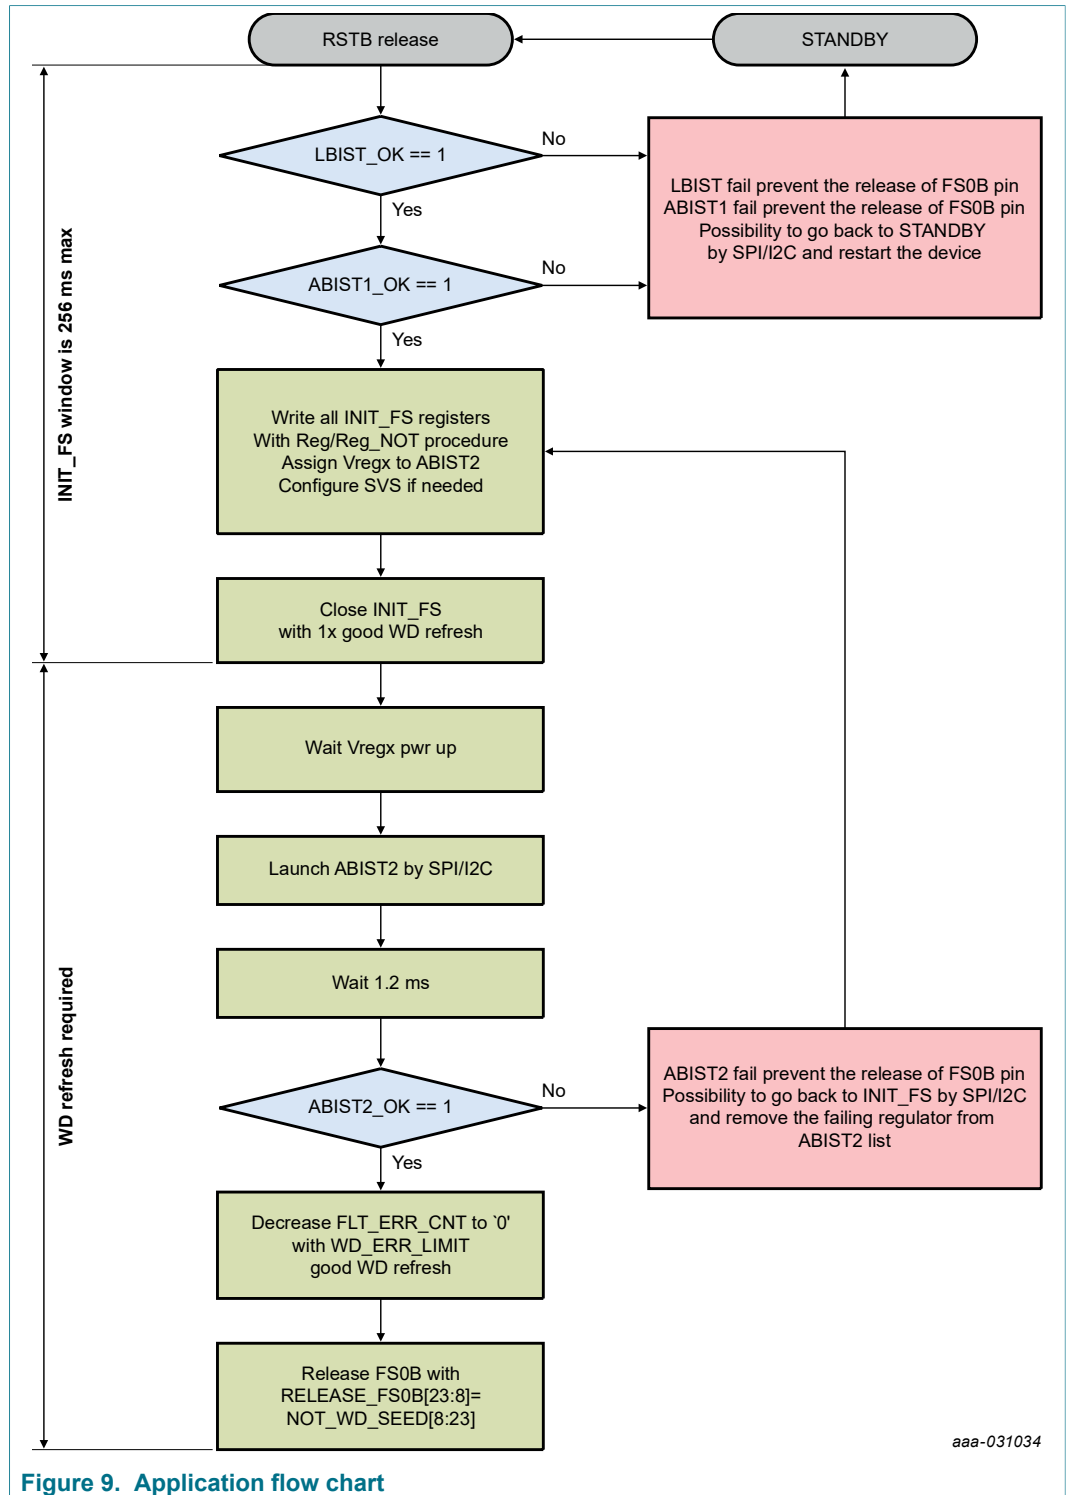 RSTB release
STANDBY
LBIST_OK == 1
No
Yes
LBIST fail prevent the release of FS0B pin
ABIST1 fail prevent the release of FS0B pin
Possibility to go back to STANDBY
by SPI/I2C and restart the device
ABIST1_OK == 1
No
Yes
INIT_FS window is 256 ms max
Write all INIT_FS registers
With Reg/Reg_NOT procedure
Assign Vregx to ABIST2
Configure SVS if needed
Close INIT_FS
with 1x good WD refresh
Wait Vregx pwr up
Launch ABIST2 by SPI/I2C
Wait 1.2 ms
WD refresh required
ABIST2_OK == 1
No
Yes
ABIST2 fail prevent the release of FS0B pin
Possibility to go back to INIT_FS by SPI/I2C
and remove the failing regulator from
ABIST2 list
Decrease FLT_ERR_CNT to `0'
with WD_ERR_LIMIT
good WD refresh
Release FS0B with
RELEASE_FS0B[23:8]=
NOT_WD_SEED[8:23]
aaa-031034
Figure 9. Application flow chart